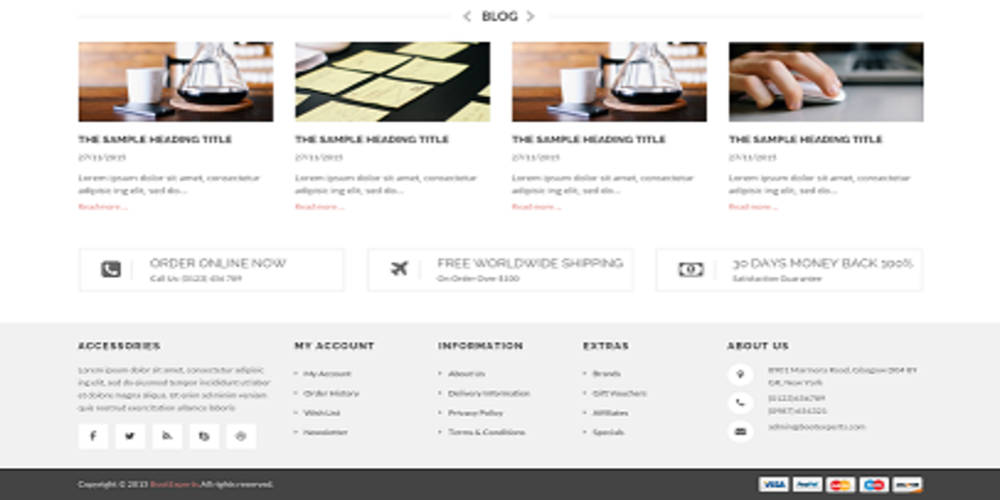 BLOG
THE SAMPLE HEADING TITLE
27/11/2015
Lorem ipsum dolor sit amet, consectetur
adipisic ing elit, sed do...
Read more ...
THE SAMPLE HEADING TITLE
27/11/2015
Lorem ipsum dolor sit amet, consectetur
adipisic ing elit, sed do...
Read more ...
THE SAMPLE HEADING TITLE
27/11/2015
Lorem ipsum dolor sit amet, consectetur
adipisic ing elit, sed do...
Read more ...
THE SAMPLE HEADING TITLE
27/11/2015
Lorem ipsum dolor sit amet, consectetur
adipisic ing elit, sed do...
Read more ...
ORDER ONLINE NOW
Call Us: (0123) 456 789
FREE WORLDWIDE SHIPPING
On Order Over $100
30 DAYS MONEY BACK 100%
Satisfaction Guarantee
ACCESSORIES
Lorem ipsum dolor sit amet, consectetur adipisic
ing elit, sed do eiusmod tempor incididunt ut labor
et dolore magna aliqua. Ut enim ad minim veniam
quis nostrud exercitation ullamco laboris
MY ACCOUNT
My Account
Order History
Wish List
Newsletter
INFORMATION
About Us
Delivery Information
Privacy Policy
Terms & Conditions
EXTRAS
Brands
Gift Vouchers
Affiliates
Specials
ABOUT US
8901 Marmora Road, Glasgow D04 89
GR, New York
(0123)456789
(0987)654321
admin@bootexperts.com
Copyright © 2015 BootExperts. All rights reserved.
VISA
PayPal